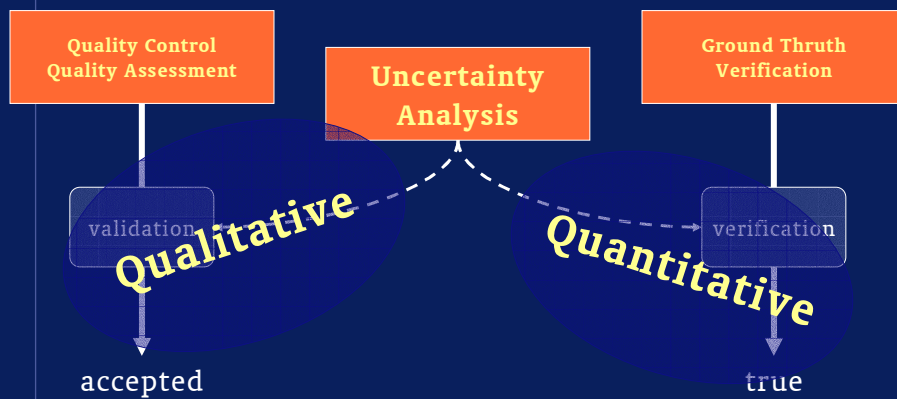 Quality Control
Quality Assessment
Uncertainty
Analysis
Ground Thruth
Verification
validation
Qualitative
Quantitative
verification
accepted
true